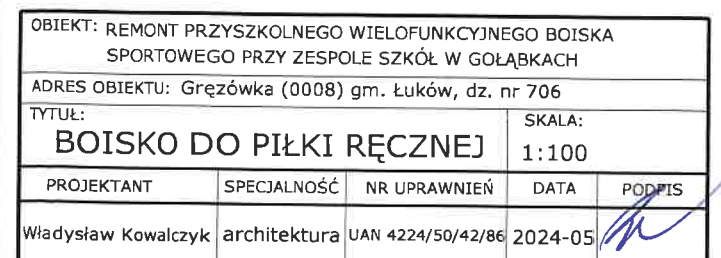 OBIEKT: REMONT PRZYSZKOLNEGO WIELOFUNKCYJNEGO BOISKA
SPORTOWEGO PRZY ZESPOLE SZKÓŁ W GOŁĄBKACH
ADRES OBIEKTU: Gręzówka (0008) gm. Łuków, dz. nr 706
TYTUŁ: SKALA:
BOISKO DO PIŁKI RĘCZNEJ 1:100
PROJEKTANT SPECJALNOŚĆ NR UPRAWNIEŃ DATA PODPIS
Władysław Kowalczyk architektura UAN 4224/50/42/86 2024-05